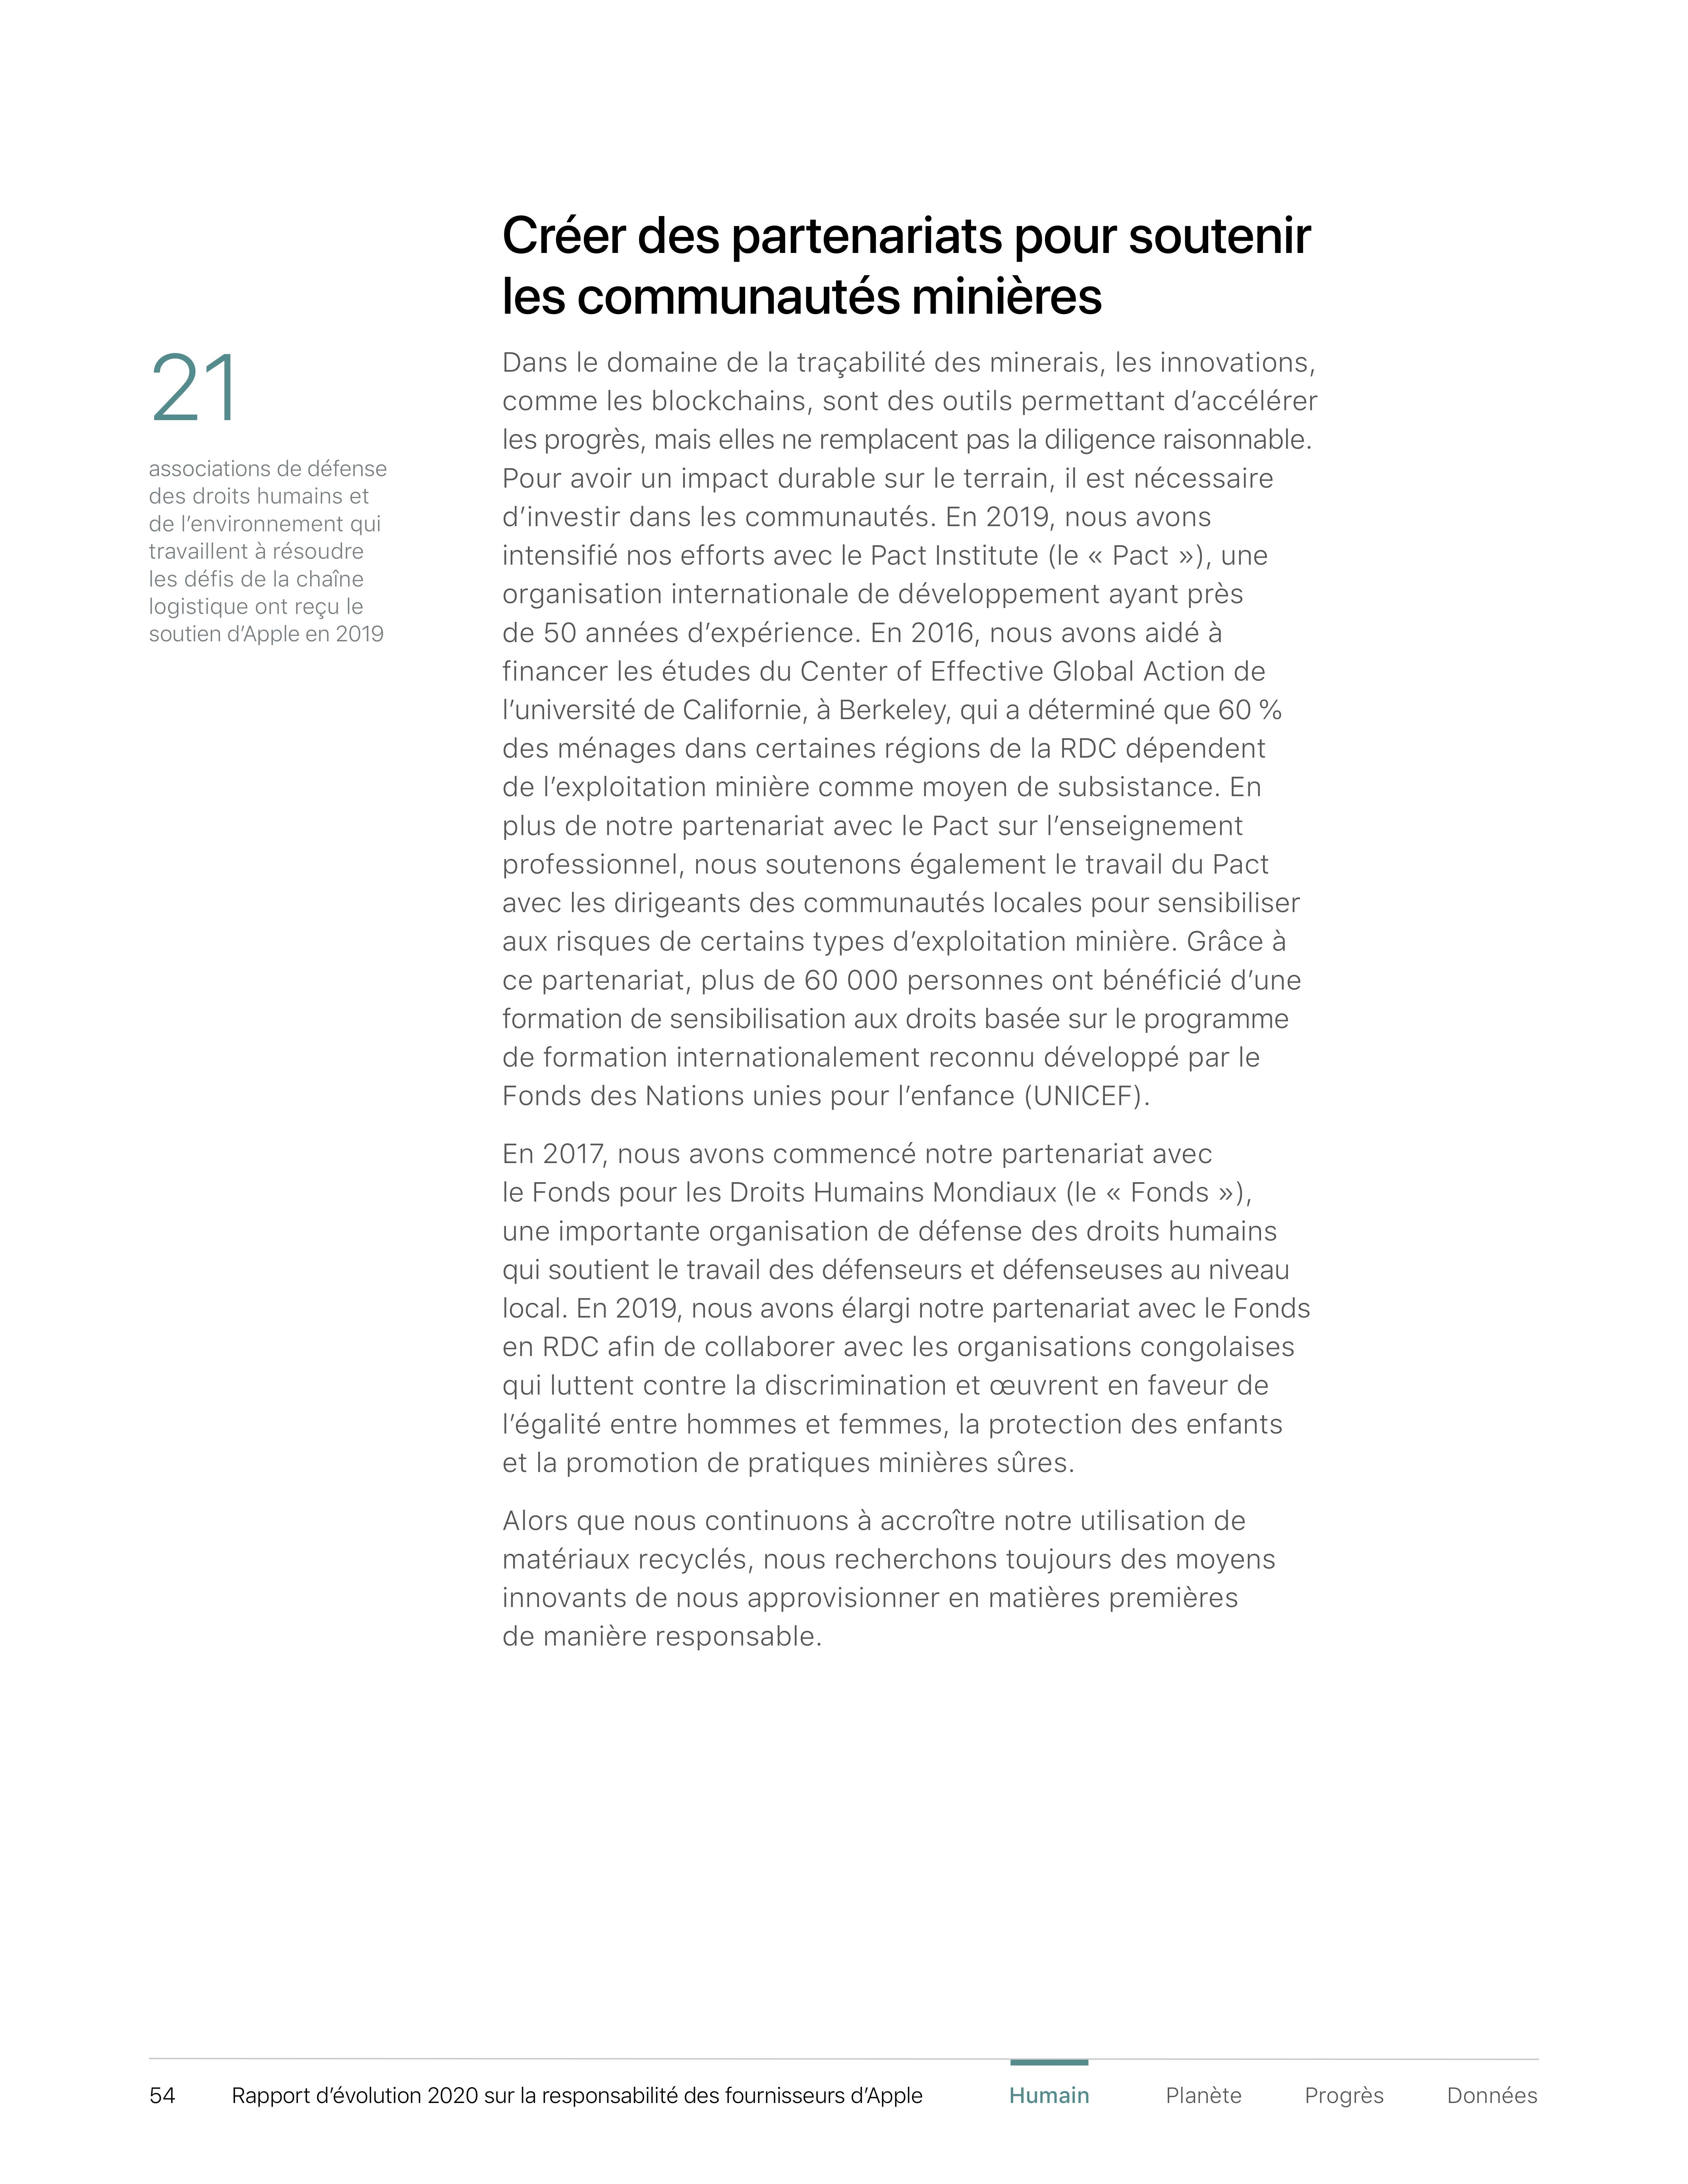 Créer des partenariats pour soutenir
les communautés minières
21
associations de défense
des droits humains et
de l’environnement qui
travaillent à résoudre
les défis de la chaîne
logistique ont reçu le
soutien d’Apple en 2019
Dans le domaine de la traçabilité des minerais, les innovations,
comme les blockchains, sont des outils permettant d’accélérer
les progrès, mais elles ne remplacent pas la diligence raisonnable.
Pour avoir un impact durable sur le terrain, il est nécessaire
d’investir dans les communautés. En 2019, nous avons
intensifié nos efforts avec le Pact Institute (le « Pact »), une
organisation internationale de développement ayant près
de 50 années d’expérience. En 2016, nous avons aidé à
financer les études du Center of Effective Global Action de
l’université de Californie, à Berkeley, qui a déterminé que 60 %
des ménages dans certaines régions de la RDC dépendent
de l’exploitation minière comme moyen de subsistance. En
plus de notre partenariat avec le Pact sur l’enseignement
professionnel, nous soutenons également le travail du Pact
avec les dirigeants des communautés locales pour sensibiliser
aux risques de certains types d’exploitation minière. Grâce à
ce partenariat, plus de 60 000 personnes ont bénéficié d’une
formation de sensibilisation aux droits basée sur le programme
de formation internationalement reconnu développé par le
Fonds des Nations unies pour l’enfance (UNICEF).
En 2017, nous avons commencé notre partenariat avec
le Fonds pour les Droits Humains Mondiaux (le « Fonds »),
une importante organisation de défense des droits humains
qui soutient le travail des défenseurs et défenseuses au niveau
local. En 2019, nous avons élargi notre partenariat avec le Fonds
en RDC afin de collaborer avec les organisations congolaises
qui luttent contre la discrimination et œuvrent en faveur de
l’égalité entre hommes et femmes, la protection des enfants
et la promotion de pratiques minières sûres.
Alors que nous continuons à accroître notre utilisation de
matériaux recyclés, nous recherchons toujours des moyens
innovants de nous approvisionner en matières premières
de manière responsable.
54 Rapport d’évolution 2020 sur la responsabilité des fournisseurs d’Apple Humain Planète Progrès Données